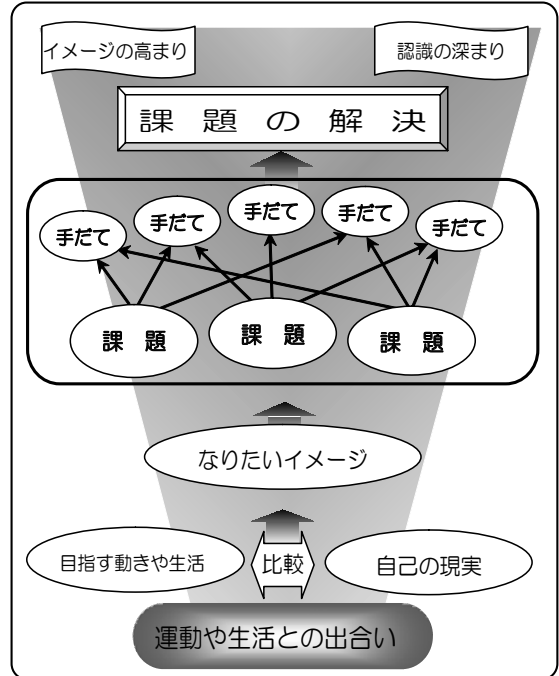 イメージの高まり
認識の深まり
課題の解決
手だて
手だて
手だて
手だて
手だて
課題
課題
課題
なりたいイメージ
目指す動きや生活
比較
自己の現実
運動や生活との出合い